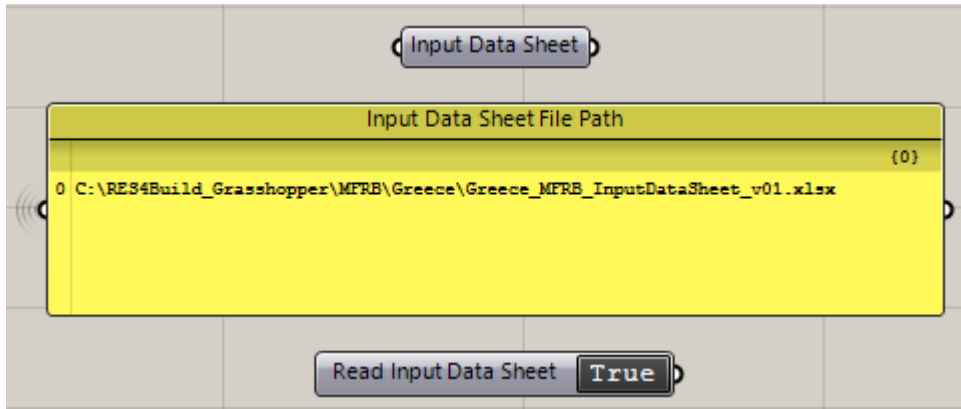 Input Data Sheet
Input Data Sheet File Path
{0}
0 C:\RES4Build_Grasshopper\MFRB\Greece\Greece_MFRB_InputDataSheet_v01.xlsx
Read Input Data Sheet True